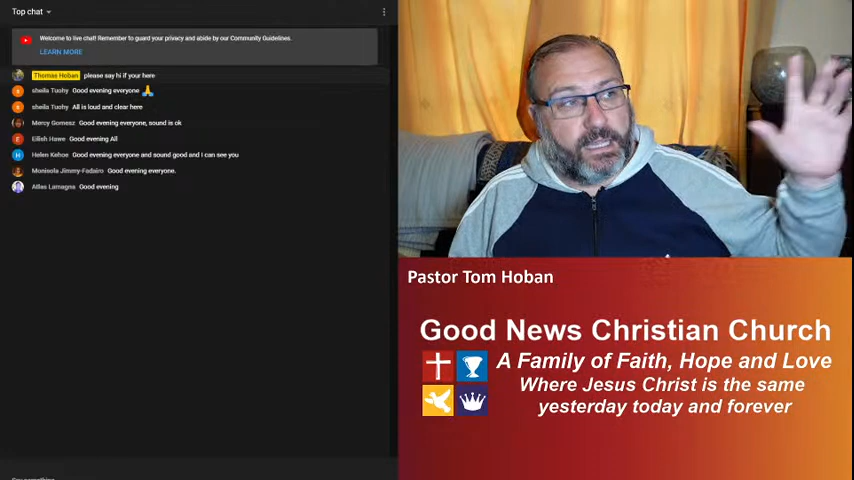 Top chat
Welcome to live chat! Remember to guard your privacy and abide by our Community Guidelines.
LEARN MORE
Thomas Hoban please say hi if your here
sheila Tuohy Good evening everyone 🙏
sheila Tuohy All is loud and clear here
Mercy Gomesz Good evening everyone, sound is ok
Eilish Hawe Good evening All
Helen Kehoe Good evening everyone and sound good and I can see you
Monisola Jimmy-Fadairo Good evening everyone.
Atlas Lamagna Good evening
Pastor Tom Hoban
Good News Christian Church
A Family of Faith, Hope and Love
Where Jesus Christ is the same
yesterday today and forever